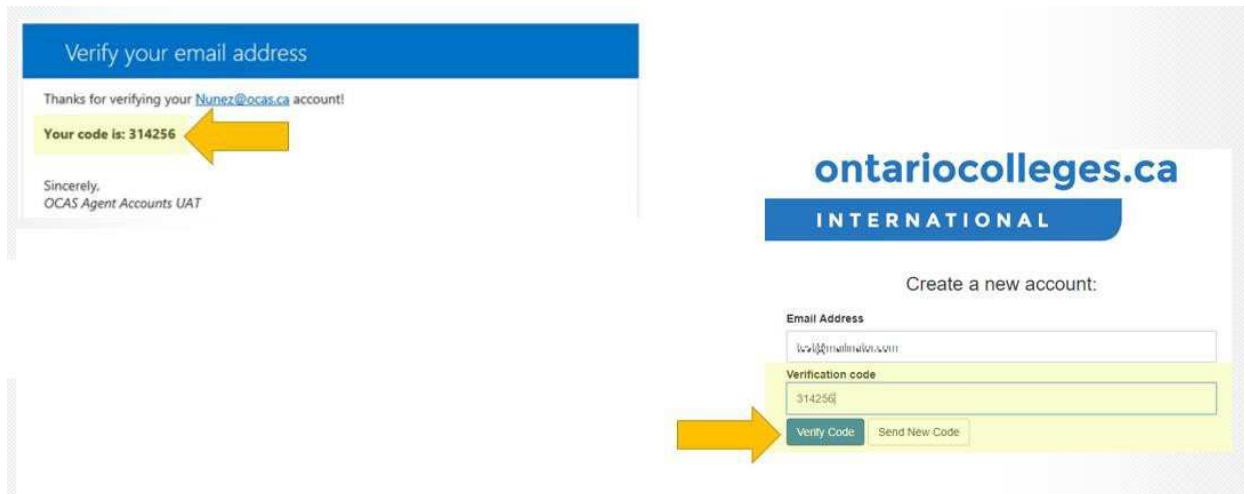 Verify your email address
Thanks for verifying your Nunez@ocas.ca account!
Your code is: 314256
Sincerely,
OCAS Agent Accounts UAT
ontariocolleges.ca
INTERNATIONAL
Create a new account:
Email Address
Verification code
314256
Verify Code
Send New Code